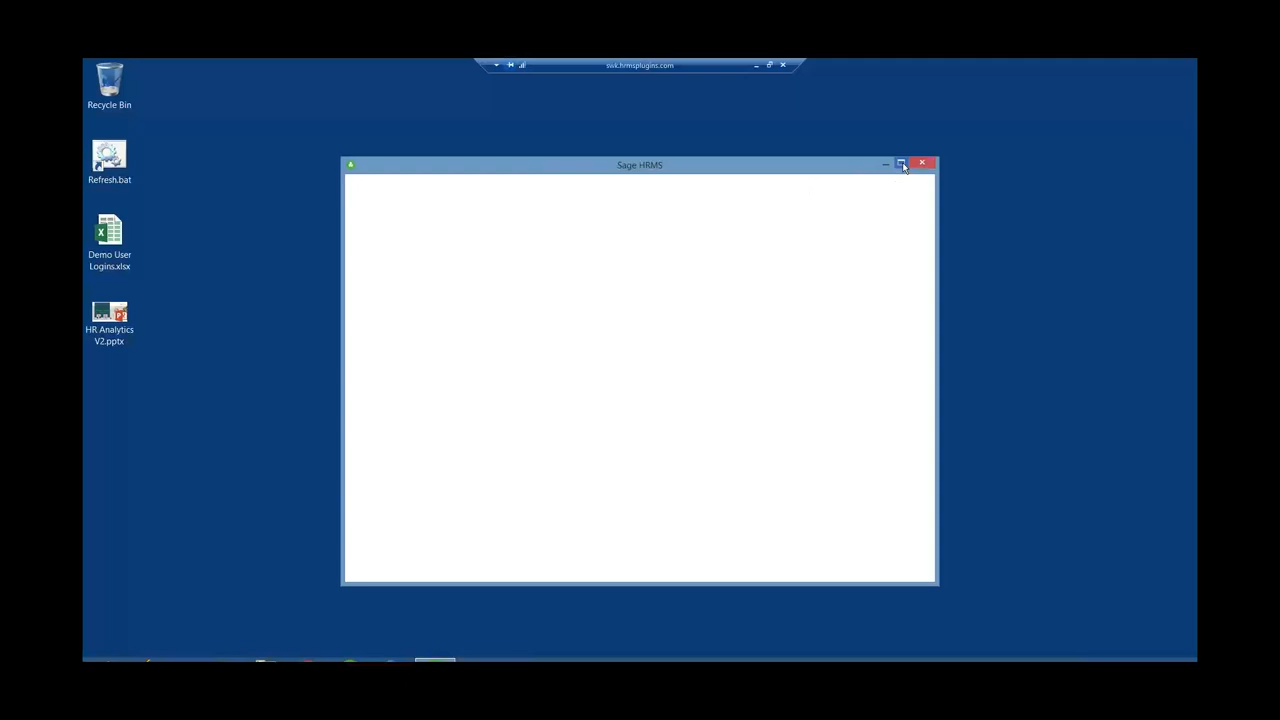 swk.hrmsplugins.com
Recycle Bin
Sage HRMS
Refresh.bat
Demo User
Logins.xlsx
HR Analytics
V2.pptx